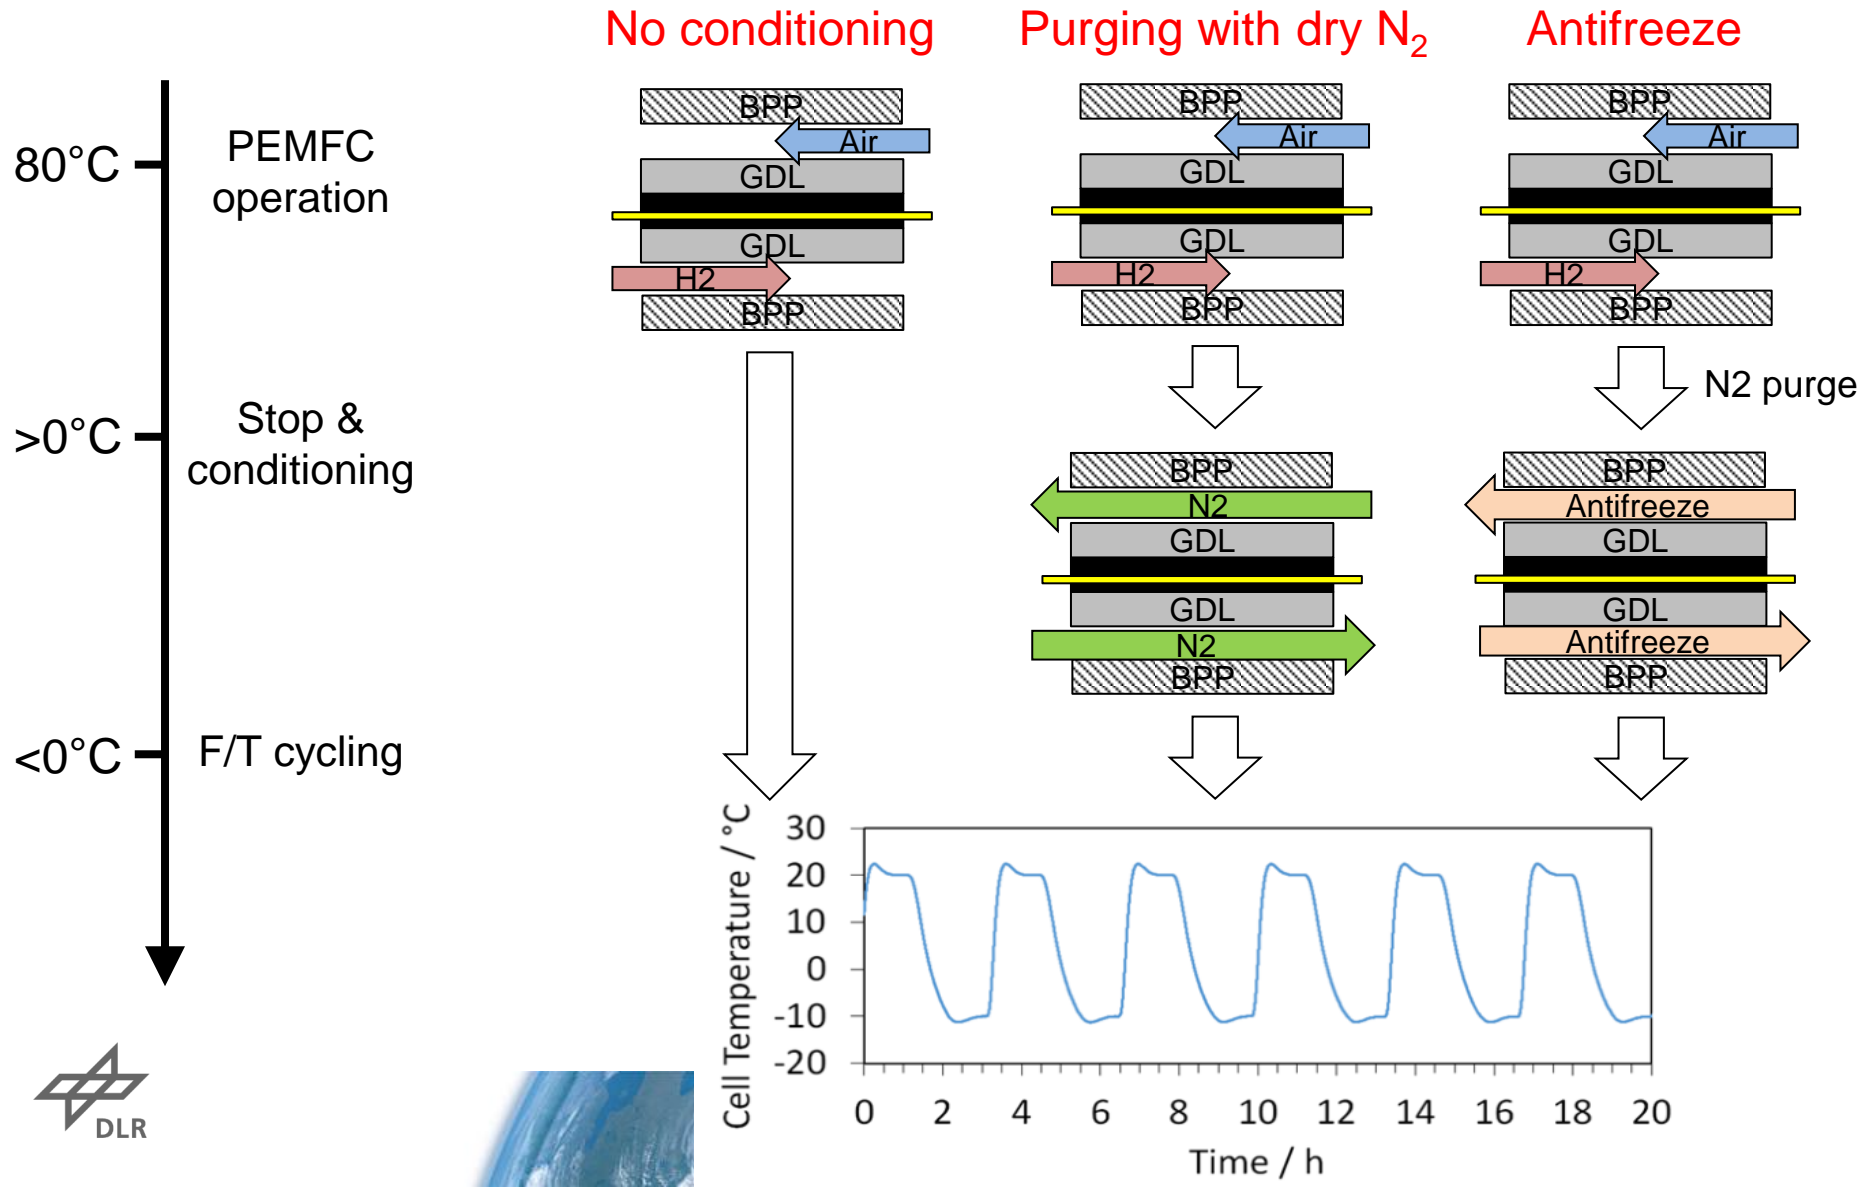 No conditioning
Purging with dry N2
Antifreeze
80°C
PEMFC
operation
BPP
Air
GDL
GDL
H2
BPP
BPP
Air
GDL
GDL
H2
BPP
BPP
Air
GDL
GDL
H2
BPP
N2 purge
>0°C
Stop &
conditioning
BPP
N2
GDL
GDL
N2
BPP
BPP
Antifreeze
GDL
GDL
Antifreeze
BPP
<0°C
F/T cycling
Cell Temperature / °C
30
20
10
0
-10
-20
0 2 4 6 8 10 12 14 16 18 20
Time / h
DLR